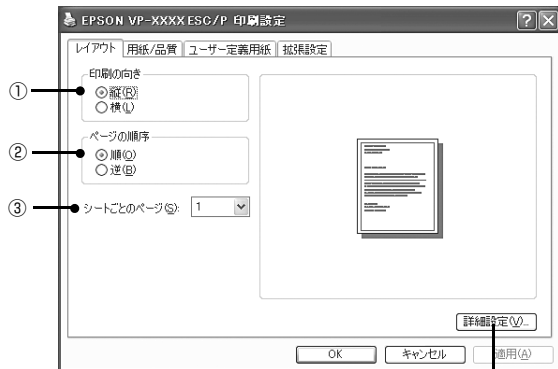 EPSON VP-XXXX ESC/P 印刷設定
レイアウト 用紙/品質 ユーザー定義用紙 拡張設定
印刷の向き
① 縦(R)
横(L)
ページの順序
② 順(O)
逆(B)
③ シートごとのページ(S): 1
詳細設定(V)...
OK キャンセル 適用(A)